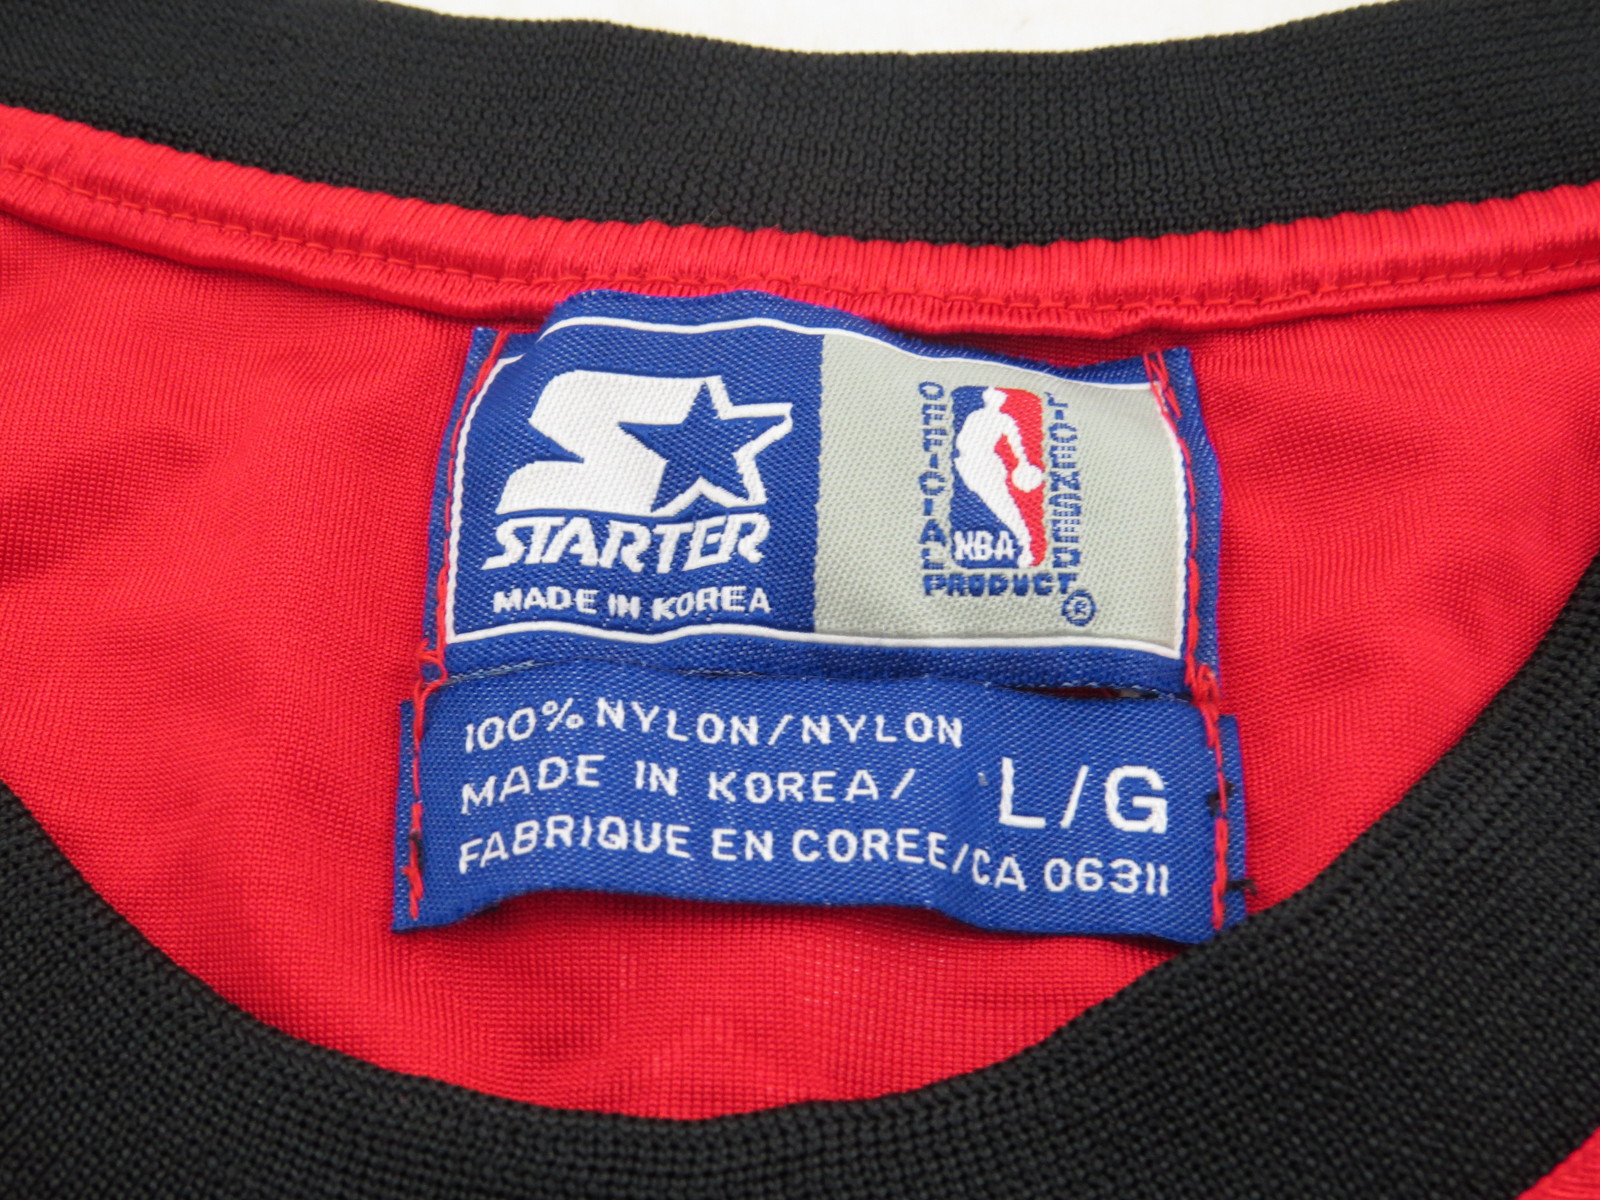 STARTER
MADE IN KOREA
OFFICIAL
LICENSED
PRODUCT®
NBA
100% NYLON/NYLON
MADE IN KOREA/
L/G
FABRIQUE EN COREE/CA 06311